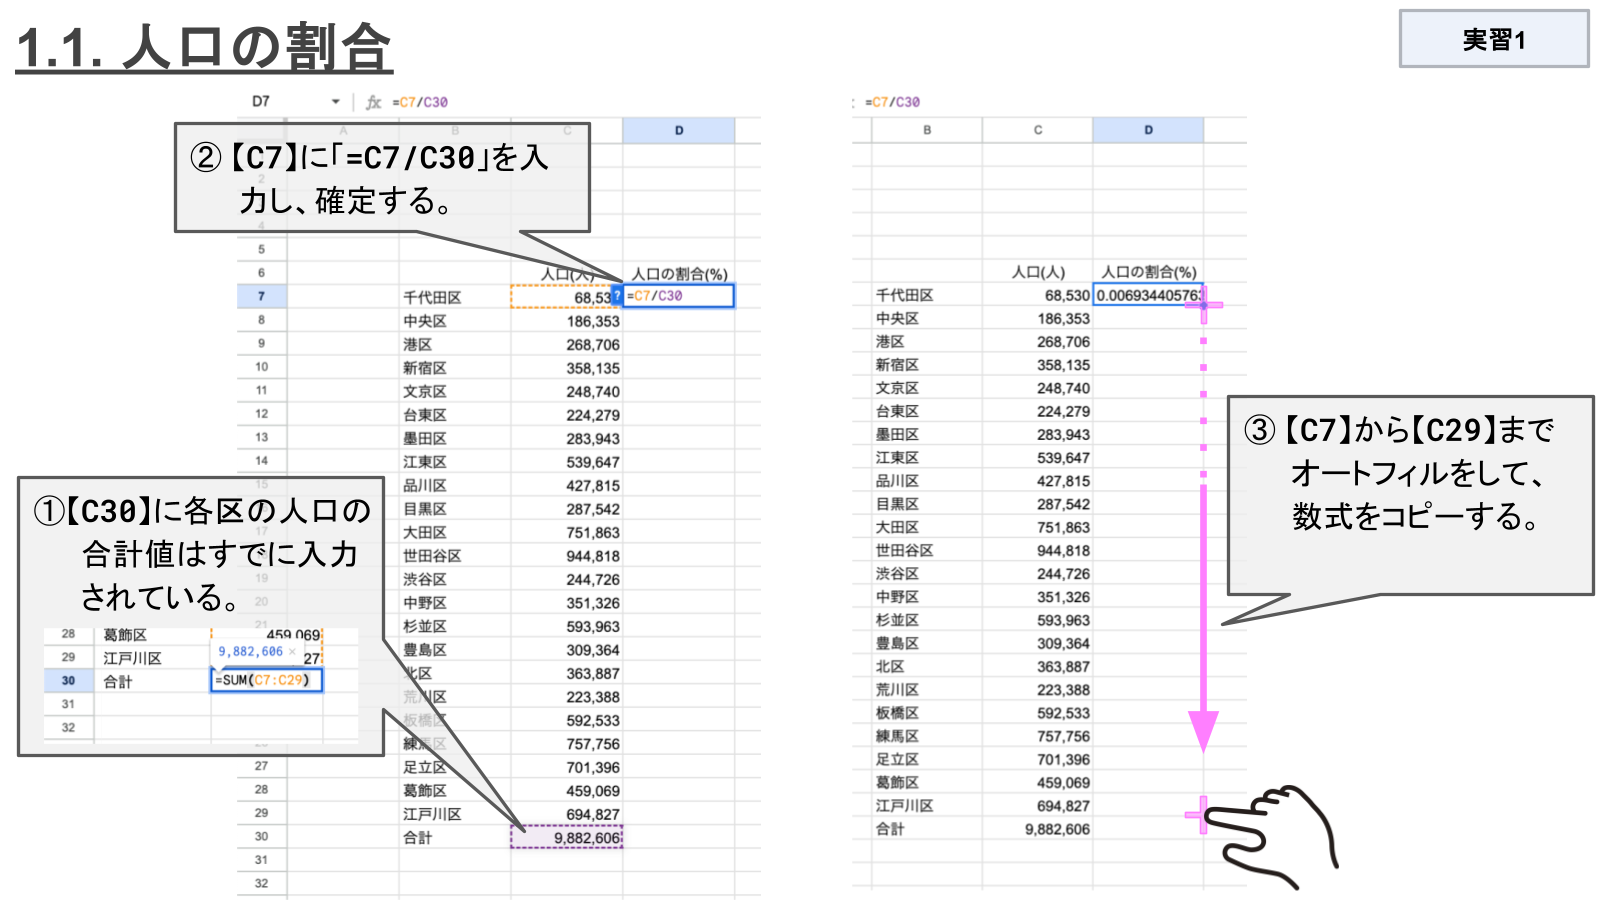 1.1. 人口の割合
実習1
D7 fx =C7/C30
D
②【C7】に「=C7/C30」を入
力し、確定する。
5
6 人口(人) 人口の割合(%)
7 千代田区 68,53 ? =C7/C30
8 中央区 186,353
9 港区 268,706
10 新宿区 358,135
11 文京区 248,740
12 台東区 224,279
13 墨田区 283,943
14 江東区 539,647
品川区 427,815
目黒区 287,542
大田区 751,863
世田谷区 944,818
渋谷区 244,726
中野区 351,326
杉並区 593,963
豊島区 309,364
北区 363,887
荒川区 223,388
板橋区 592,533
練馬区 757,756
27 足立区 701,396
28 葛飾区 459,069
29 江戸川区 694,827
30 合計 9,882,606
31
32
①【C30】に各区の人口の
合計値はすでに入力
されている。
28 葛飾区 459,069
9,882,606 ×
29 江戸川区 27
30 合計 =SUM(C7:C29)
31
32
: =C7/C30
B C D
人口(人) 人口の割合(%)
千代田区 68,530 0.006934405763
中央区 186,353
港区 268,706
新宿区 358,135
文京区 248,740
台東区 224,279
墨田区 283,943
江東区 539,647
品川区 427,815
目黒区 287,542
大田区 751,863
世田谷区 944,818
渋谷区 244,726
中野区 351,326
杉並区 593,963
豊島区 309,364
北区 363,887
荒川区 223,388
板橋区 592,533
練馬区 757,756
足立区 701,396
葛飾区 459,069
江戸川区 694,827
合計 9,882,606
③【C7】から【C29】まで
オートフィルをして、
数式をコピーする。